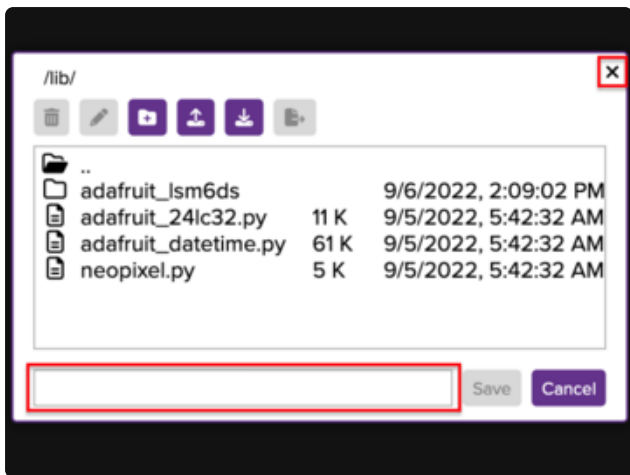 /lib/
..
adafruit_lsm6ds 9/6/2022, 2:09:02 PM
adafruit_24lc32.py 11 K 9/5/2022, 5:42:32 AM
adafruit_datetime.py 61 K 9/5/2022, 5:42:32 AM
neopixel.py 5 K 9/5/2022, 5:42:32 AM
Save Cancel